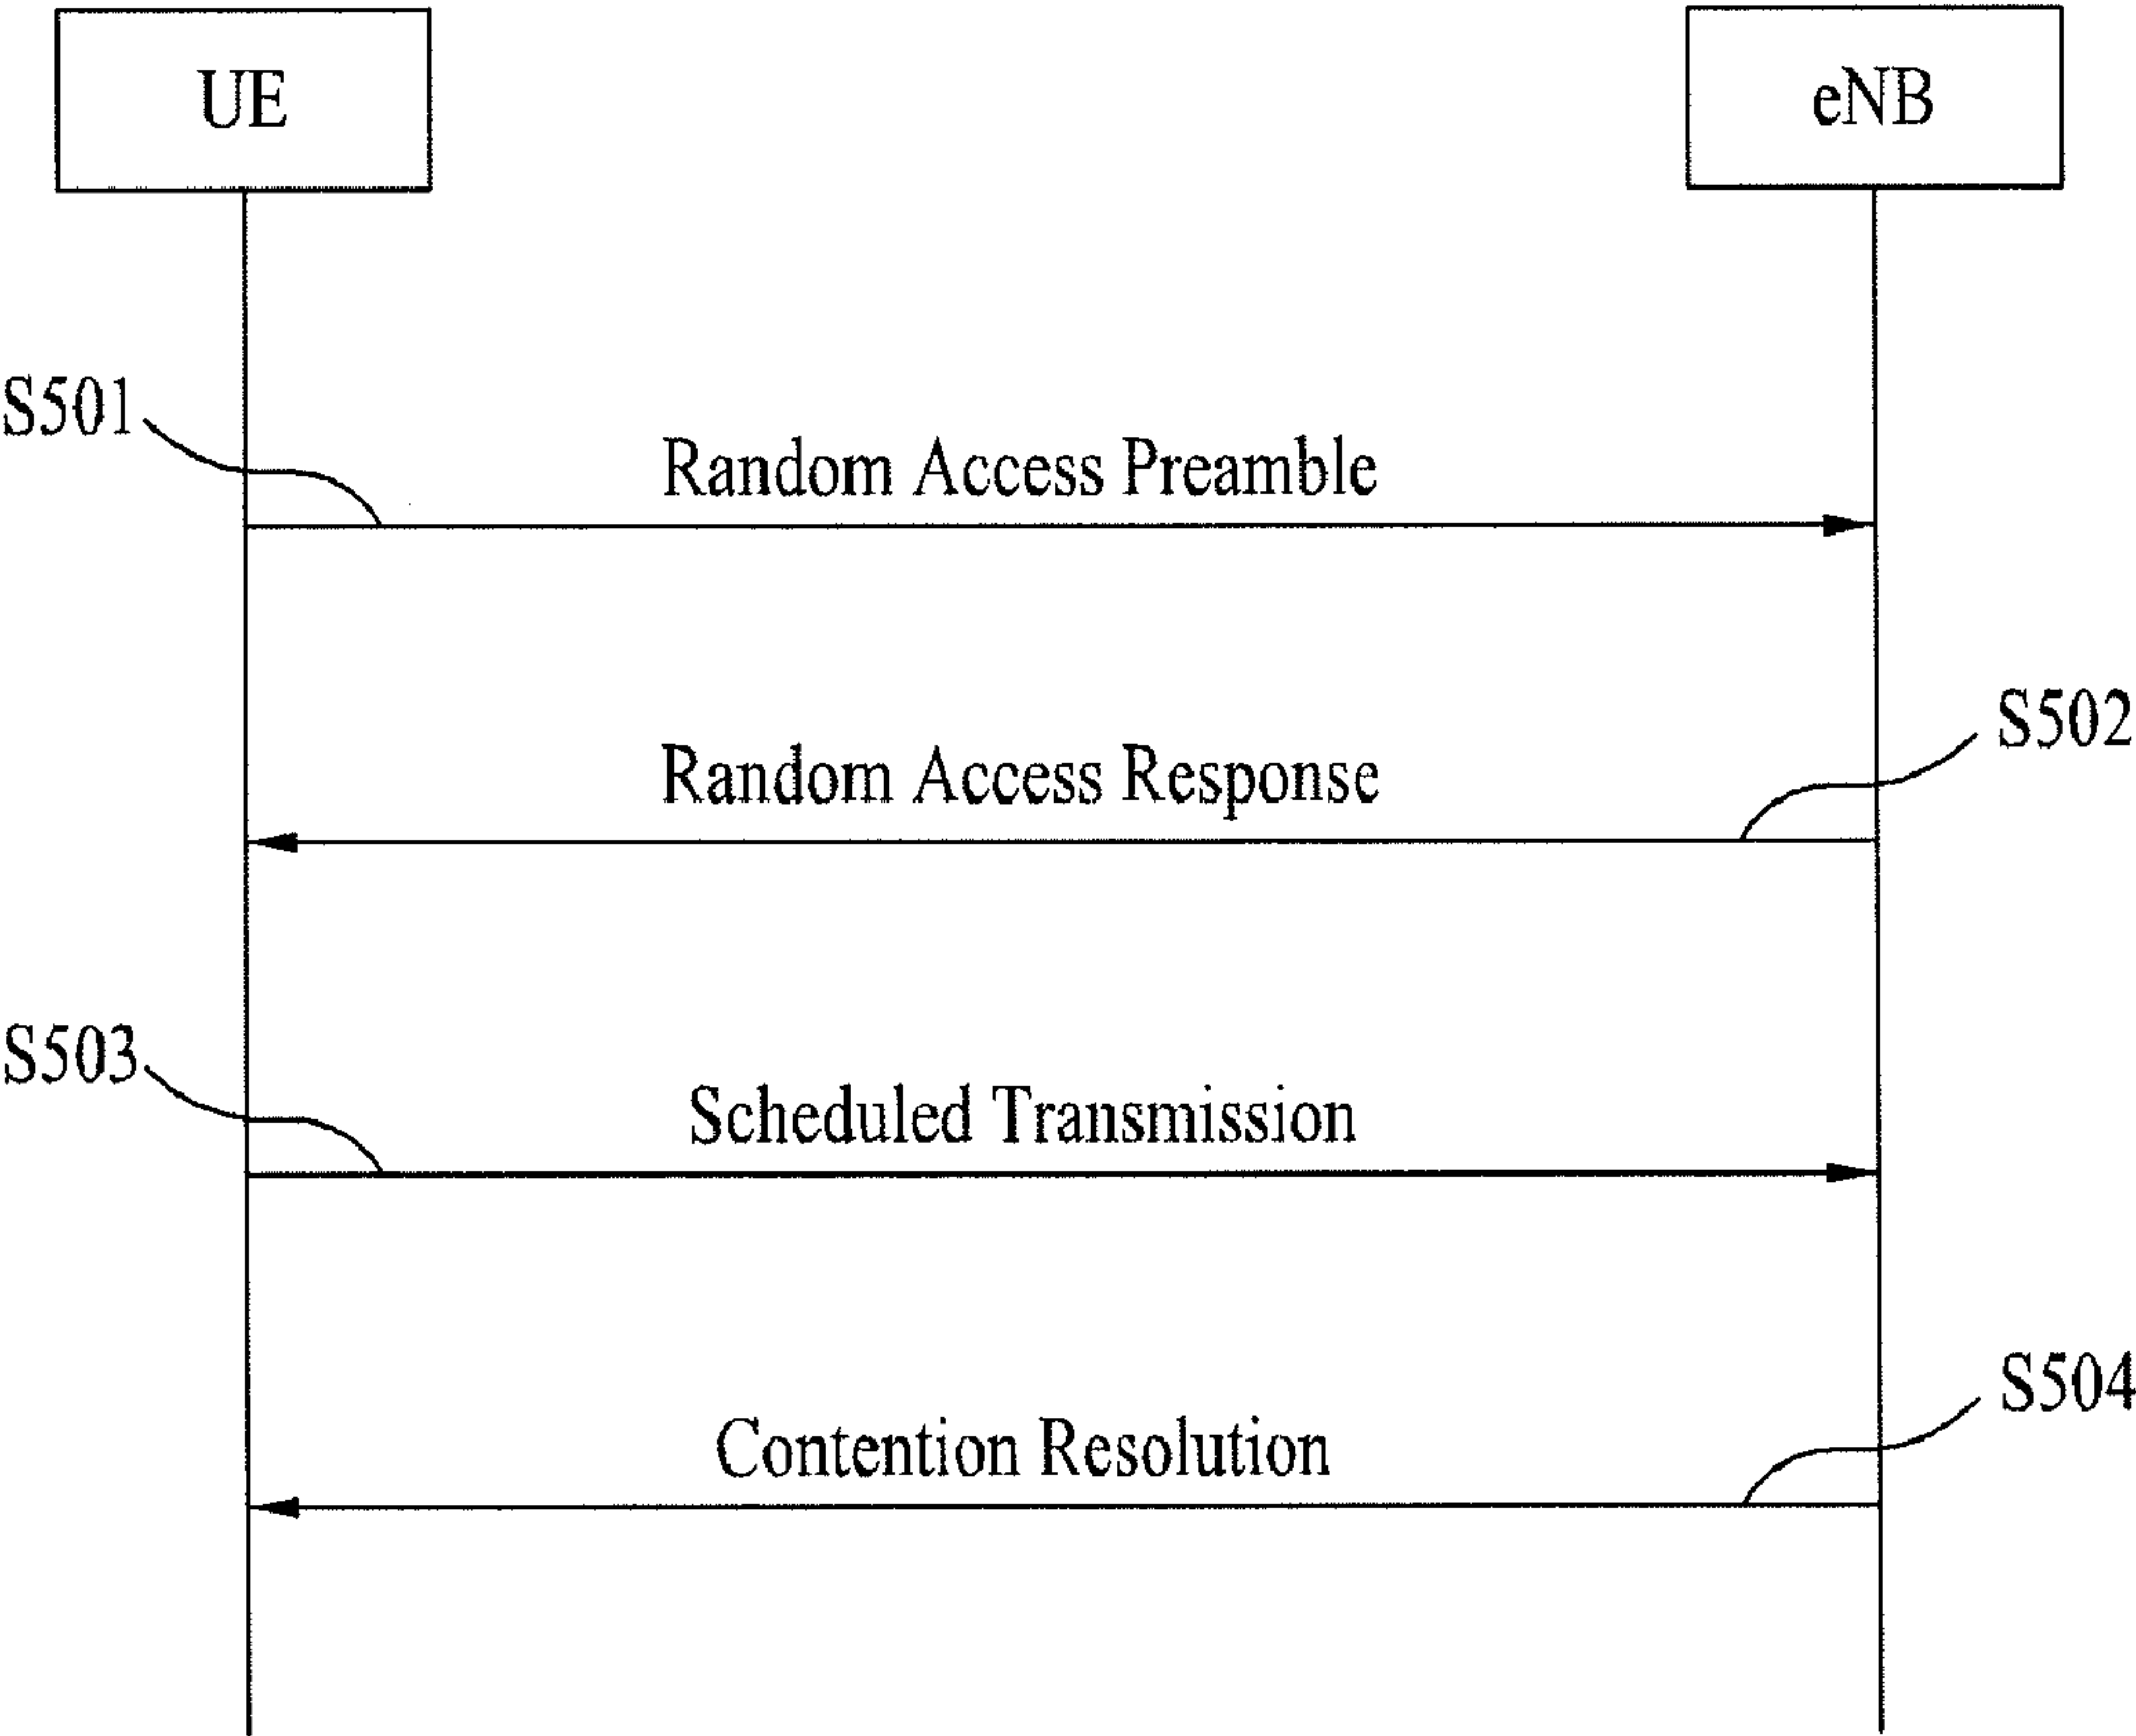 UE
eNB
S501
Random Access Preamble
S502
Random Access Response
S503
Scheduled Transmission
S504
Contention Resolution